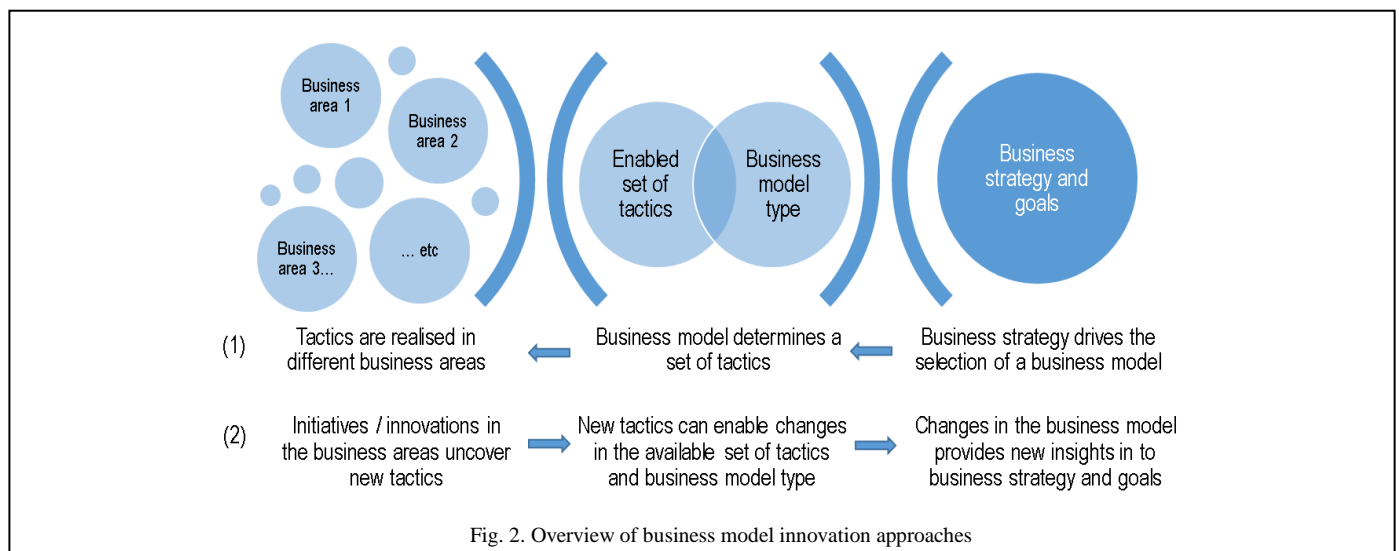 Business
area 1
Business
area 2
Business
area 3...
... etc
Enabled
set of
tactics
Business
model
type
Business
strategy and
goals
(1)
Tactics are realised in
different business areas
Business model determines a
set of tactics
Business strategy drives the
selection of a business model
(2)
Initiatives / innovations in
the business areas uncover
new tactics
New tactics can enable changes
in the available set of tactics
and business model type
Changes in the business model
provides new insights in to
business strategy and goals
Fig. 2. Overview of business model innovation approaches